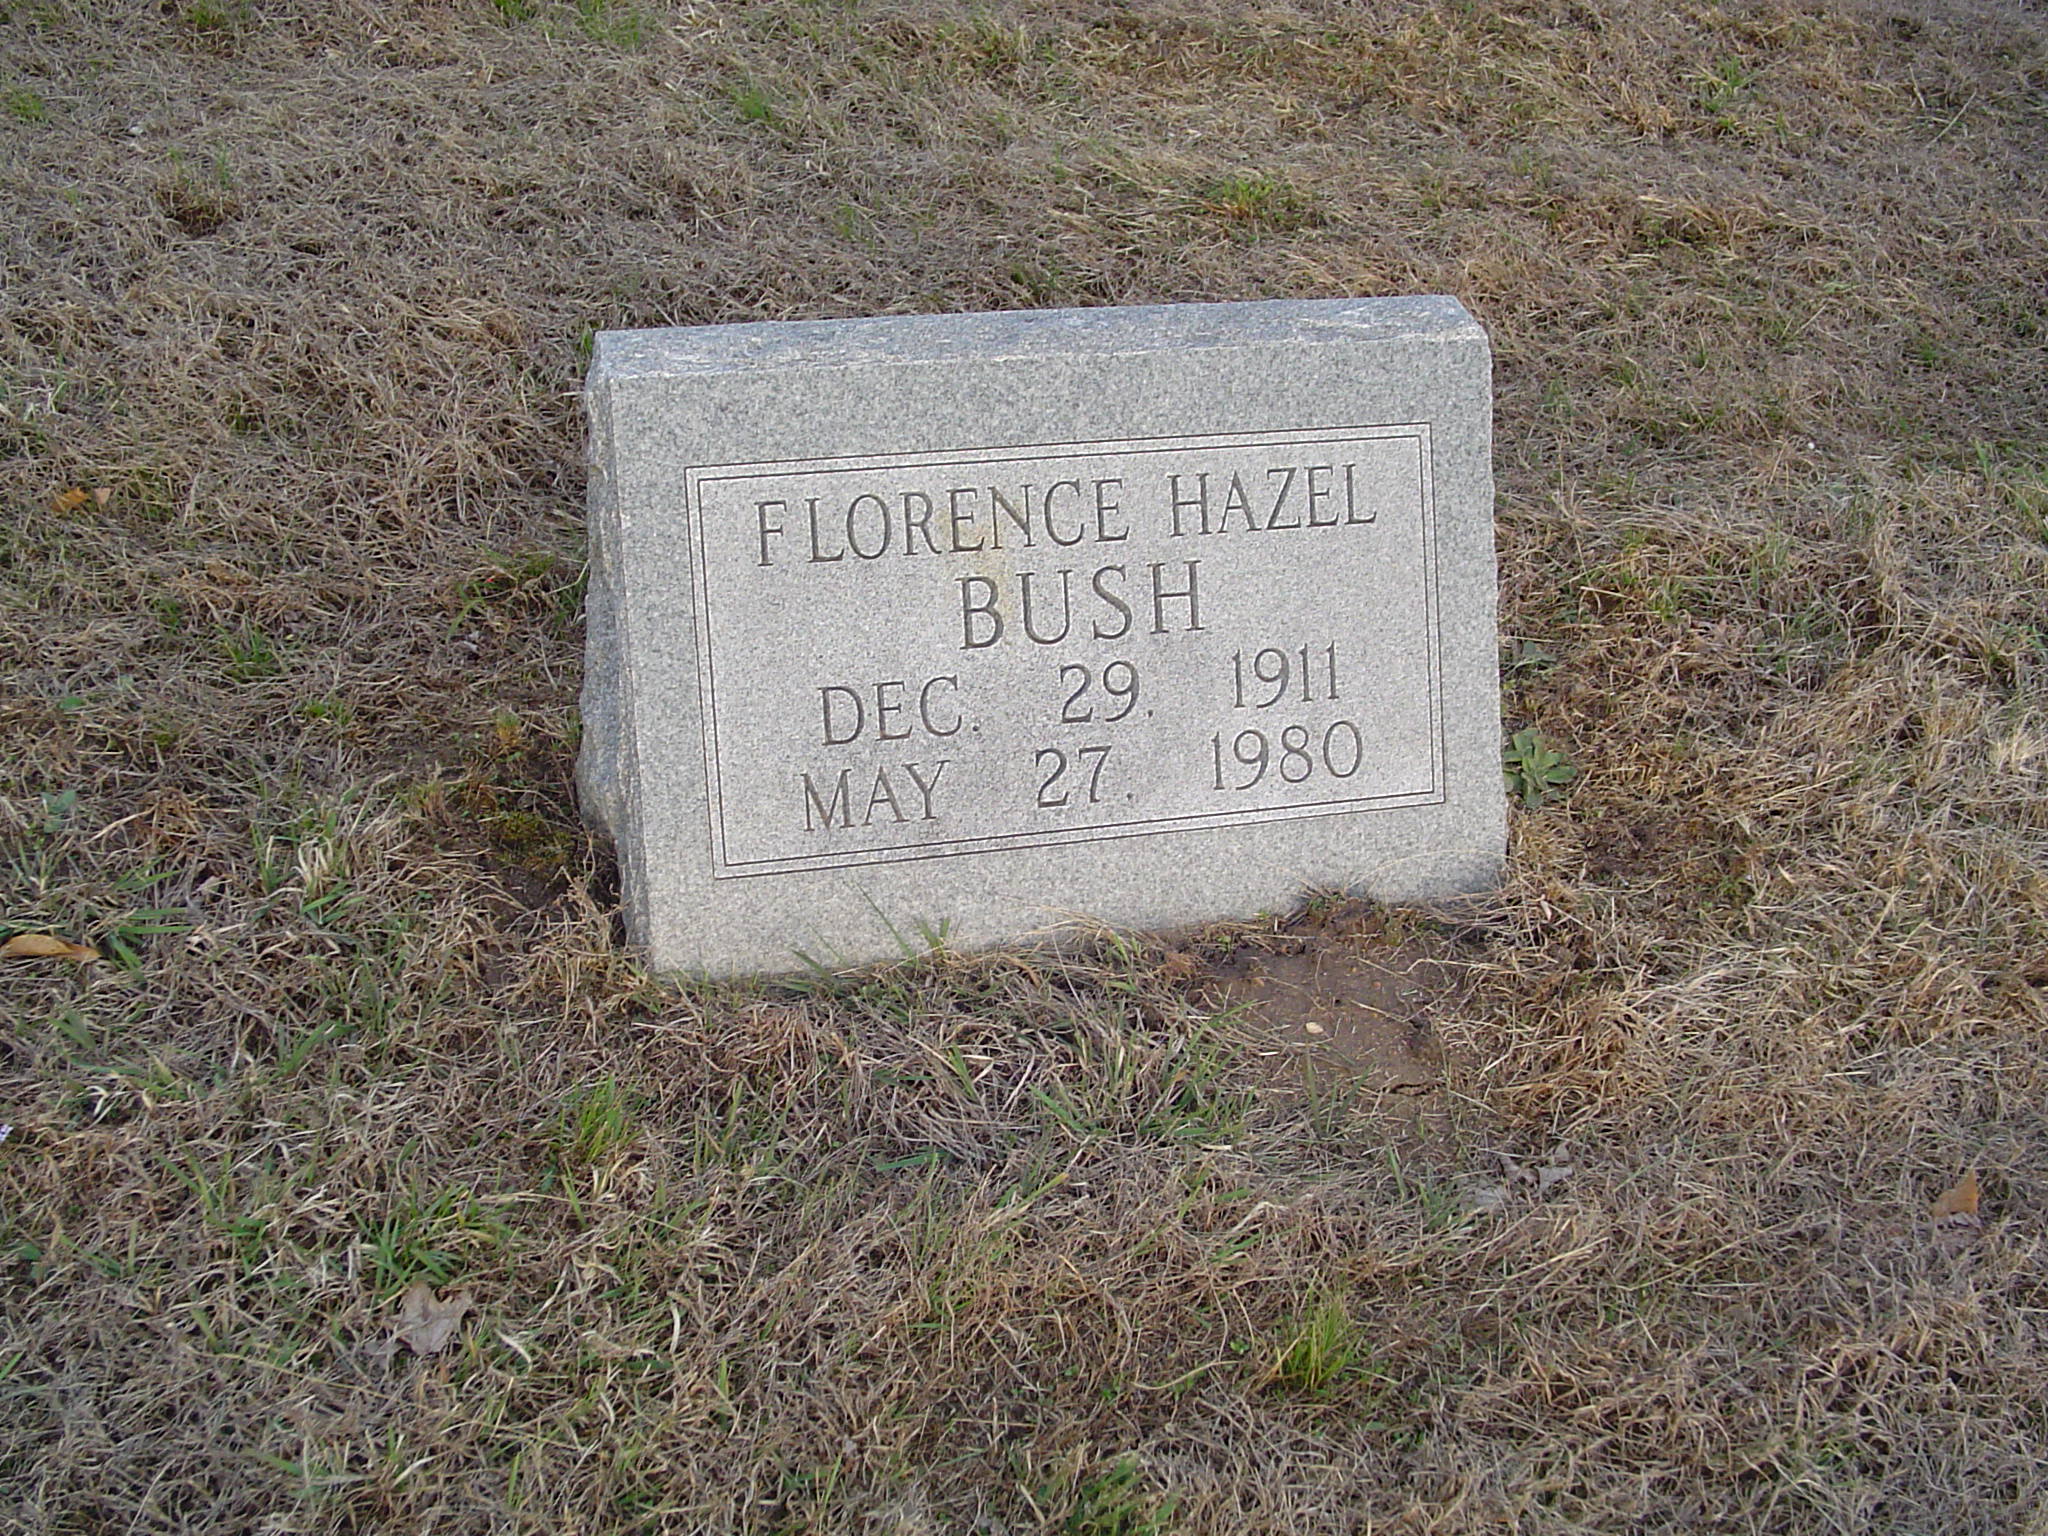 FLORENCE HAZEL
BUSH
DEC. 29. 1911
MAY 27. 1980